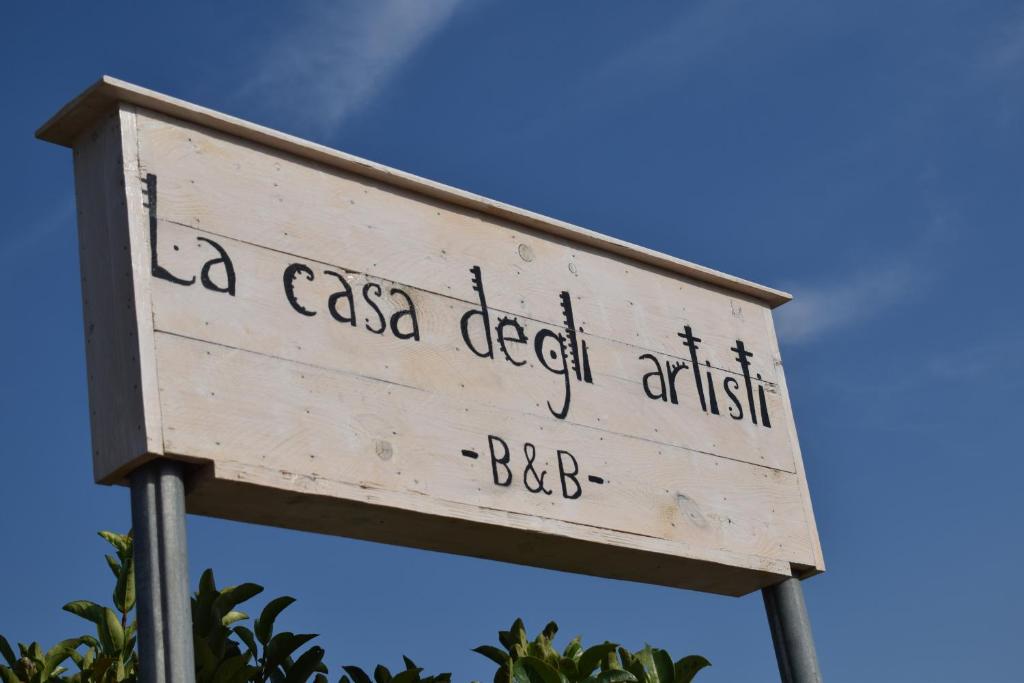 La casa degli artisti
-B&B-